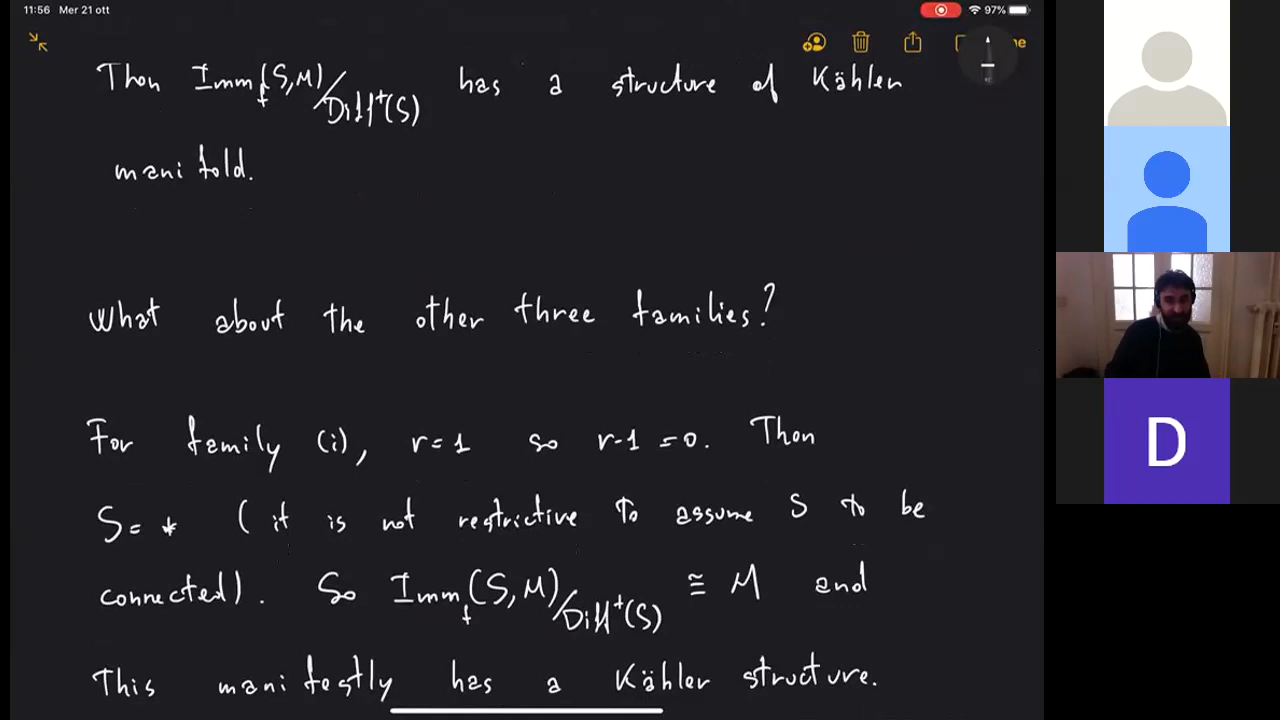 11:56 Mer 21 ott
97%
Then Imm_f(S,M)/Diff⁺(S) has a structure of Kähler
manifold.
What about the other three families?
For family (i), r=1 so r-1=0. Then
S=* (it is not restrictive to assume S to be
connected). So Imm_f(S,M)/Diff⁺(S) ≅ M and
This manifestly has a Kähler structure.
D